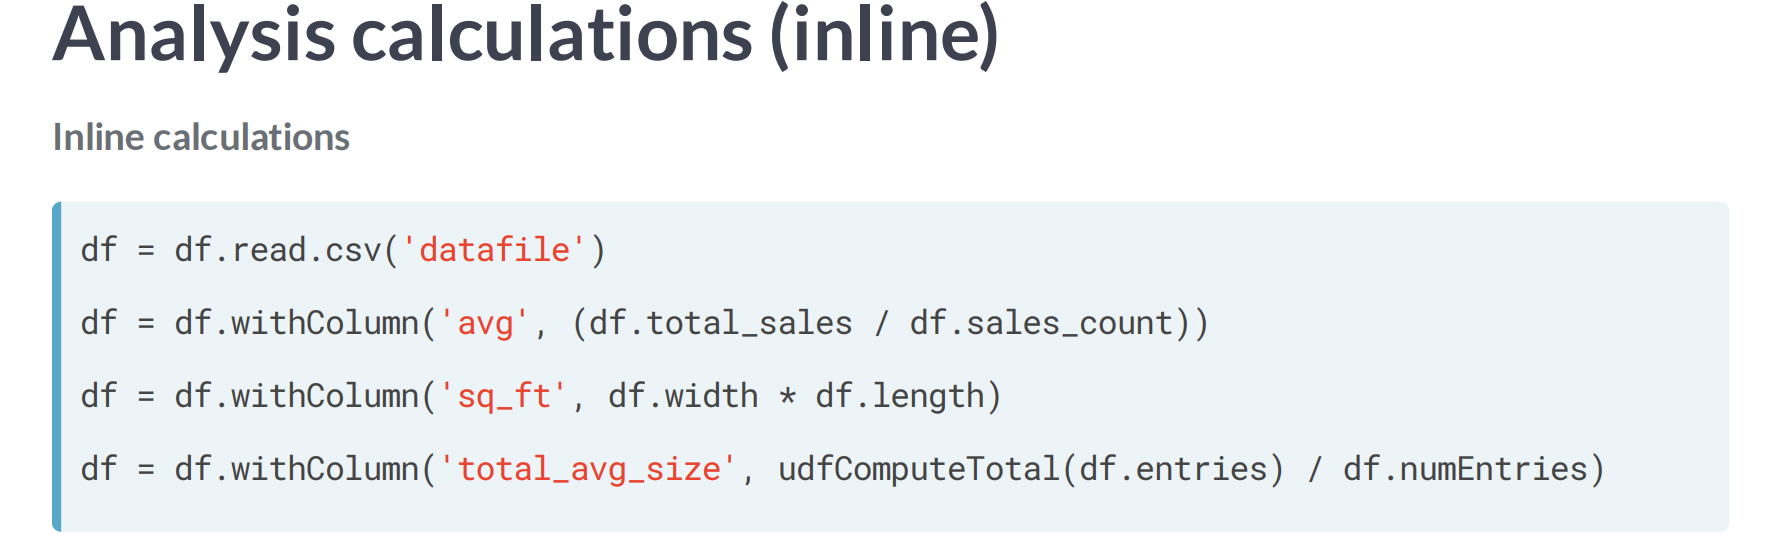 Analysis calculations (inline)
Inline calculations
df = df.read.csv('datafile')
df = df.withColumn('avg', (df.total_sales / df.sales_count))
df = df.withColumn('sq_ft', df.width * df.length)
df = df.withColumn('total_avg_size', udfComputeTotal(df.entries) / df.numEntries)